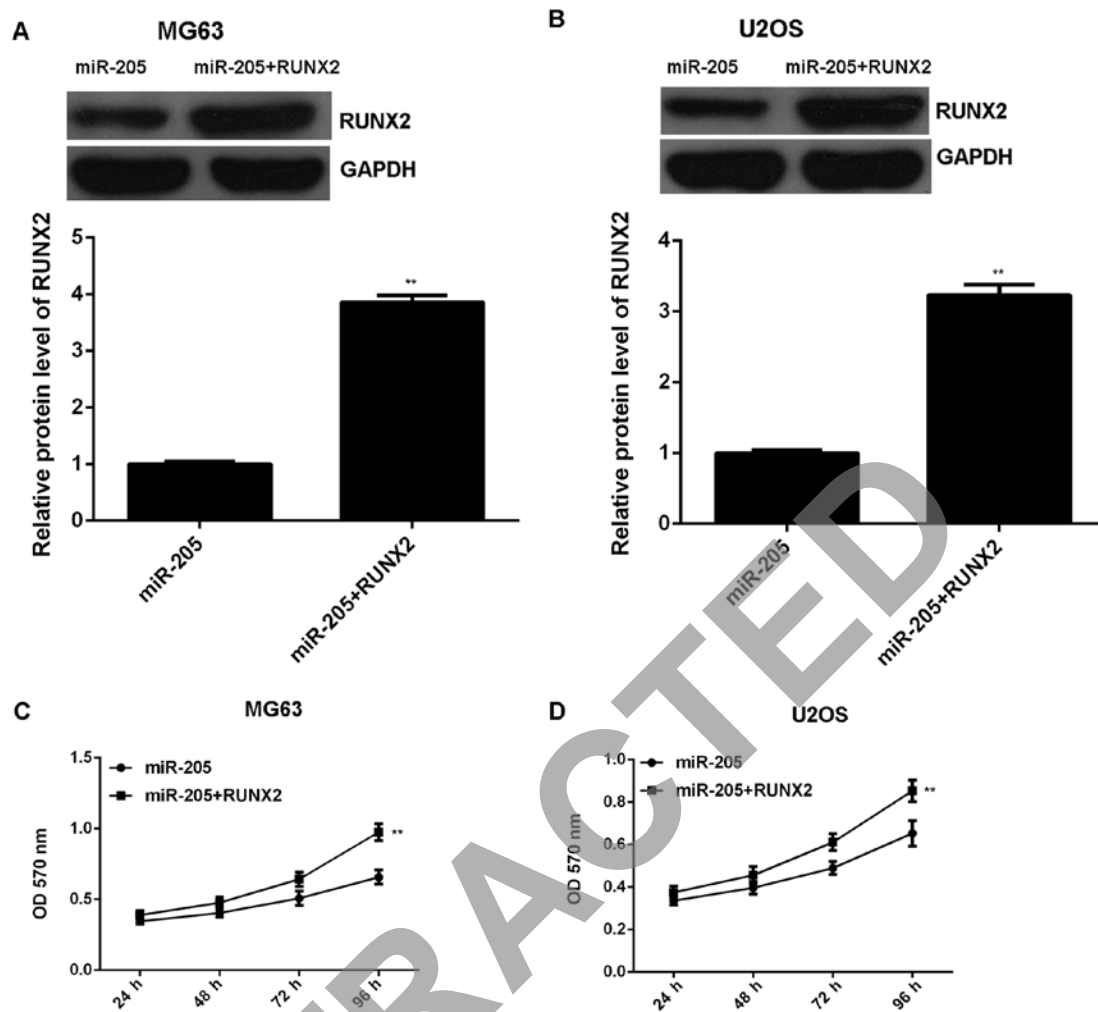 A
MG63
miR-205 miR-205+RUNX2
RUNX2
GAPDH
Relative protein level of RUNX2
5
4
3
2
1
0
**
miR-205
miR-205+RUNX2
B
U2OS
miR-205 miR-205+RUNX2
RUNX2
GAPDH
Relative protein level of RUNX2
4
3
2
1
0
**
miR-205
miR-205+RUNX2
C
MG63
miR-205
miR-205+RUNX2
OD 570 nm
1.5
1.0
0.5
0.0
**
24 h
48 h
72 h
96 h
D
U2OS
miR-205
miR-205+RUNX2
OD 570 nm
1.0
0.8
0.6
0.4
0.2
0.0
**
24 h
48 h
72 h
96 h
RACTED